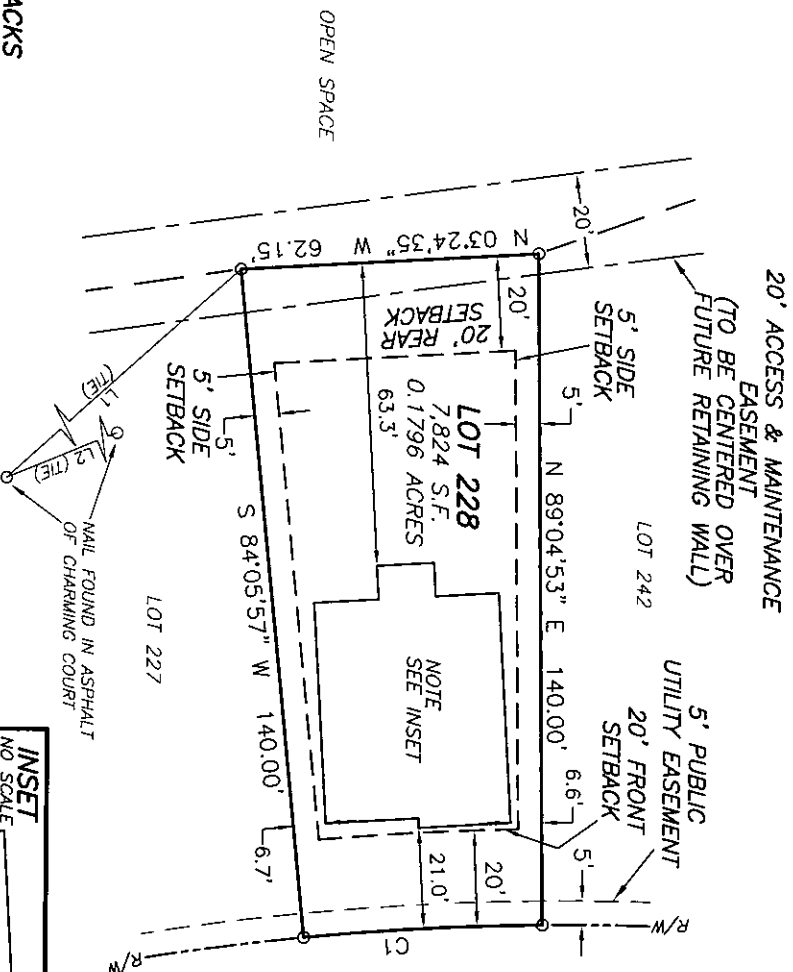 ACKS
OPEN SPACE
20' ACCESS & MAINTENANCE
EASEMENT
(TO BE CENTERED OVER
FUTURE RETAINING WALL)
20'
N 03°24'35" W 62.15'
20'
20' REAR
SETBACK
5' SIDE
SETBACK
5'
LOT 242
N 89°04'53" E 140.00'
5' PUBLIC
UTILITY EASEMENT
20' FRONT
SETBACK
LOT 228
7,824 S.F.
0.1796 ACRES
63.3'
NOTE
SEE INSET
6.6'
5'
20'
21.0'
6.7'
R/W
C1
R/W
5' SIDE
SETBACK
5'
S 84°05'57" W 140.00'
LOT 227
L1
(TIE)
L2 (TIE)
NAIL FOUND IN ASPHALT
OF CHARMING COURT
INSET
NO SCALE